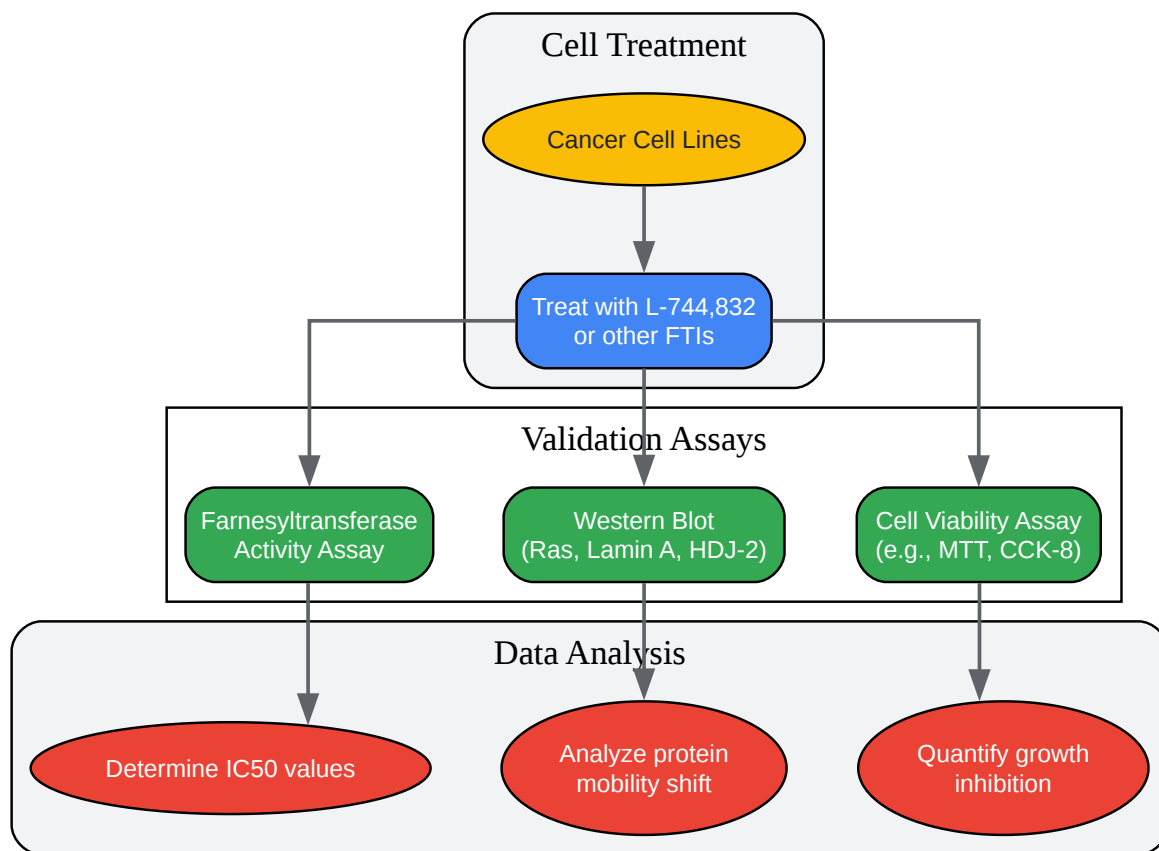 Cell Treatment
Cancer Cell Lines
Treat with L-744,832
or other FTIs
Validation Assays
Farnesyltransferase
Activity Assay
Western Blot
(Ras, Lamin A, HDJ-2)
Cell Viability Assay
(e.g., MTT, CCK-8)
Data Analysis
Determine IC50 values
Analyze protein
mobility shift
Quantify growth
inhibition